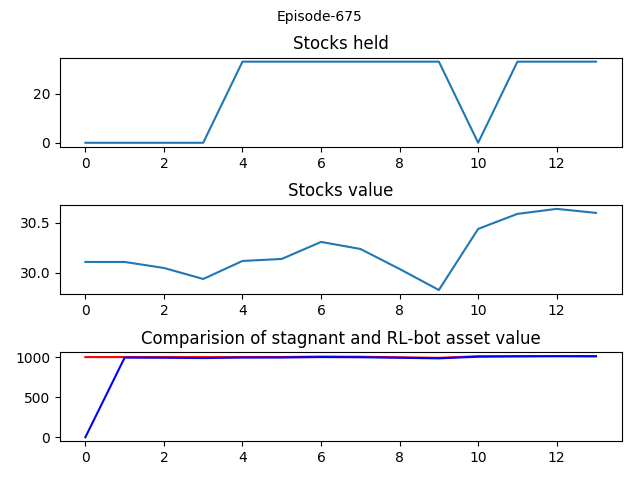 Episode-675
Stocks held
20
0
0 2 4 6 8 10 12
Stocks value
30.5
30.0
0 2 4 6 8 10 12
Comparision of stagnant and RL-bot asset value
1000
500
0
0 2 4 6 8 10 12